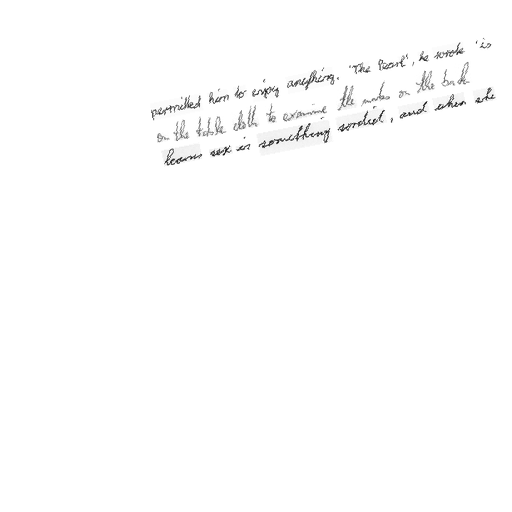 permitted him to enjoy anything. 'The Pearl', he wrote 'is
on the table cloth to examine the marks on the back
learns sex is something sordid, and when she